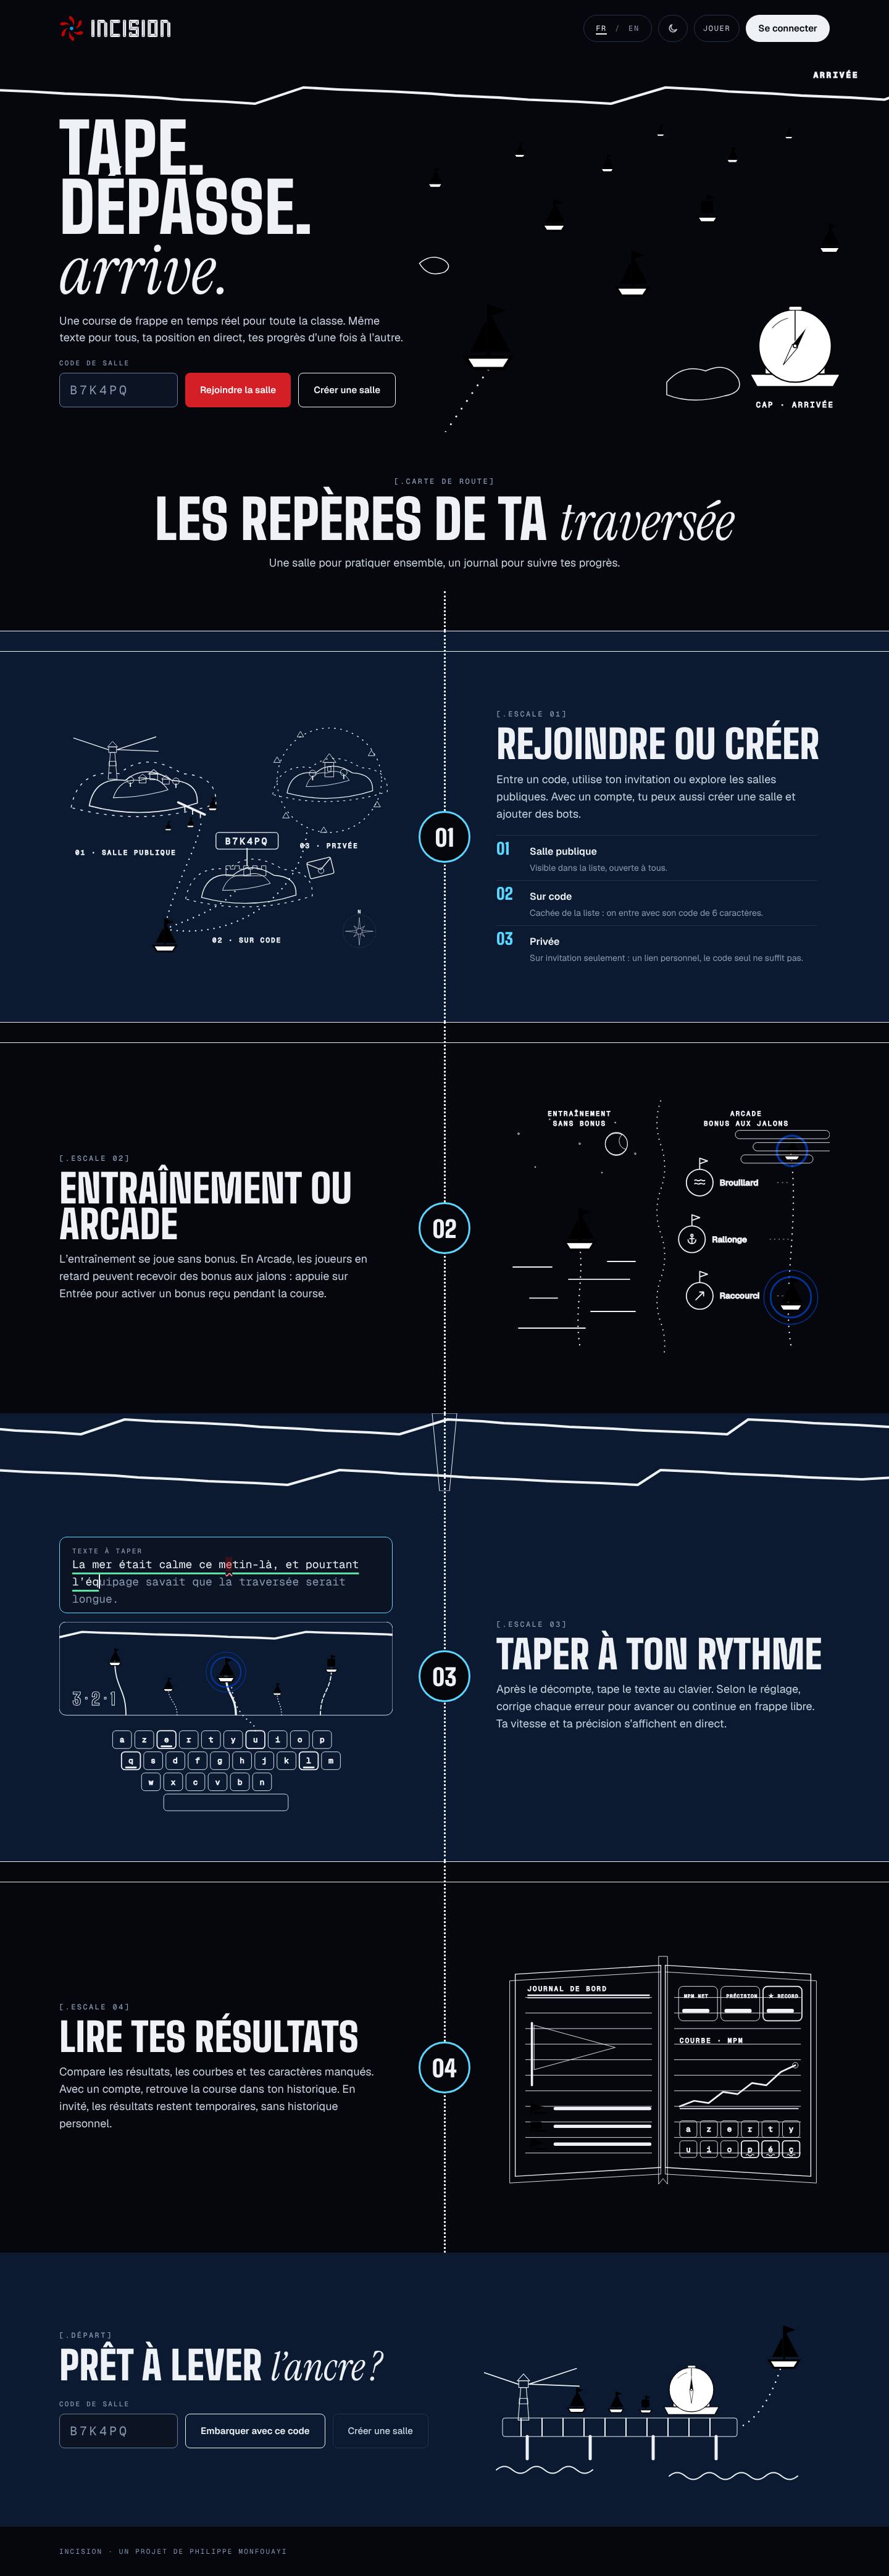 INCISION
FR / EN
JOUER
Se connecter
ARRIVÉE
TAPE.
DÉPASSE.
arrive.
Une course de frappe en temps réel pour toute la classe. Même
texte pour tous, ta position en direct, tes progrès d'une fois à l'autre.
CODE DE SALLE
B7K4PQ
Rejoindre la salle
Créer une salle
CAP · ARRIVÉE
[.CARTE DE ROUTE]
LES REPÈRES DE TA traversée
Une salle pour pratiquer ensemble, un journal pour suivre tes progrès.
01 · SALLE PUBLIQUE
B7K4PQ
03 · PRIVÉE
02 · SUR CODE
N
01
[.ESCALE 01]
REJOINDRE OU CRÉER
Entre un code, utilise ton invitation ou explore les salles
publiques. Avec un compte, tu peux aussi créer une salle et
ajouter des bots.
01 Salle publique
Visible dans la liste, ouverte à tous.
02 Sur code
Cachée de la liste : on entre avec son code de 6 caractères.
03 Privée
Sur invitation seulement : un lien personnel, le code seul ne suffit pas.
[.ESCALE 02]
ENTRAÎNEMENT OU
ARCADE
L'entraînement se joue sans bonus. En Arcade, les joueurs en
retard peuvent recevoir des bonus aux jalons : appuie sur
Entrée pour activer un bonus reçu pendant la course.
02
ENTRAÎNEMENT
SANS BONUS
ARCADE
BONUS AUX JALONS
Brouillard
Rallonge
Raccourci
TEXTE À TAPER
La mer était calme ce metin-là, et pourtant
l'équipage savait que la traversée serait
longue.
3·2·1
a z e r t y u i o p
q s d f g h j k l m
w x c v b n
03
[.ESCALE 03]
TAPER À TON RYTHME
Après le décompte, tape le texte au clavier. Selon le réglage,
corrige chaque erreur pour avancer ou continue en frappe libre.
Ta vitesse et ta précision s'affichent en direct.
[.ESCALE 04]
LIRE TES RÉSULTATS
Compare les résultats, les courbes et tes caractères manqués.
Avec un compte, retrouve la course dans ton historique. En
invité, les résultats restent temporaires, sans historique
personnel.
04
JOURNAL DE BORD
MPM NET
PRÉCISION
★ RECORD
COURBE · MPM
a z e r t y
u i o p é ç
[.DÉPART]
PRÊT À LEVER l'ancre?
CODE DE SALLE
B7K4PQ
Embarquer avec ce code
Créer une salle
INCISION · UN PROJET DE PHILIPPE MONFOUAYI